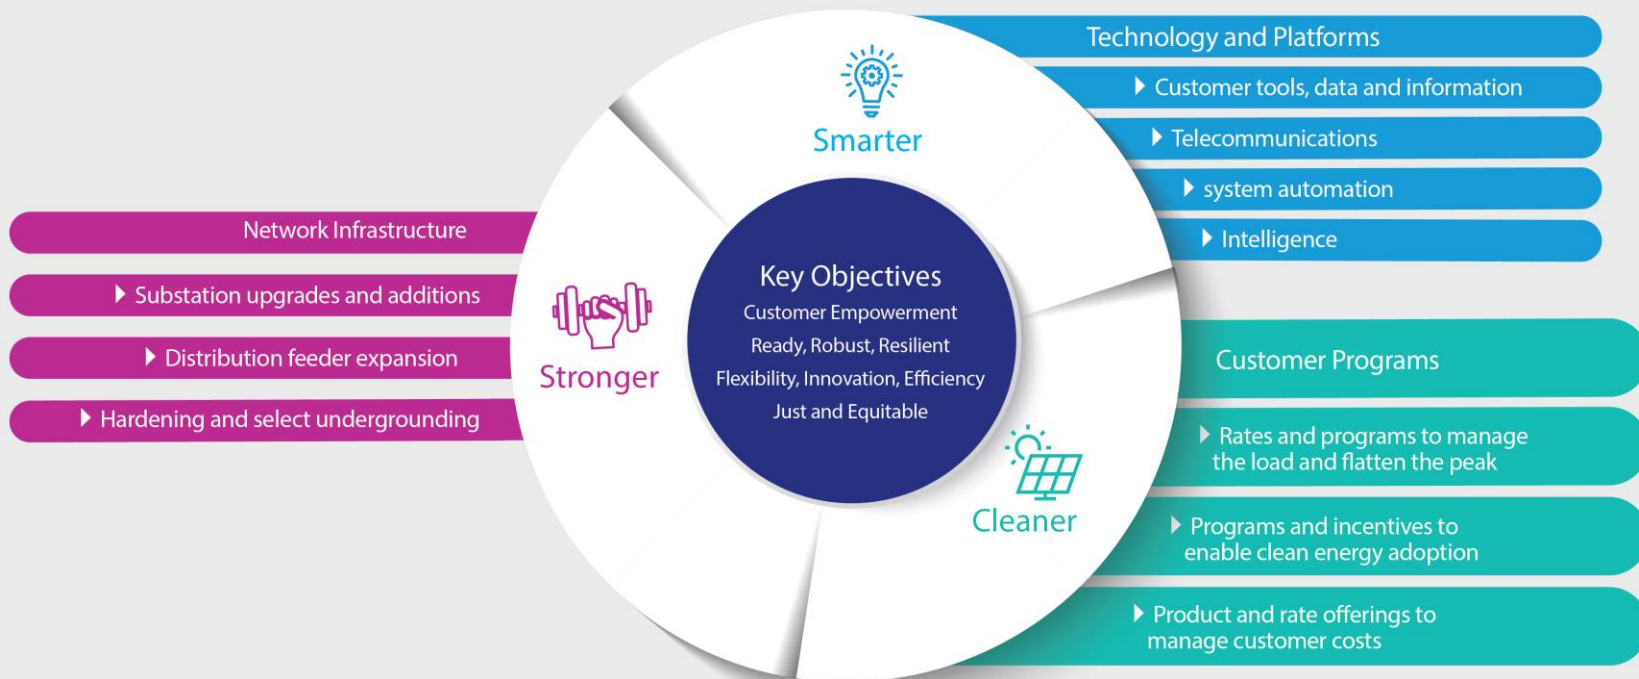 Smarter
Technology and Platforms
Customer tools, data and information
Telecommunications
system automation
Intelligence
Network Infrastructure
Substation upgrades and additions
Distribution feeder expansion
Hardening and select undergrounding
Stronger
Key Objectives
Customer Empowerment
Ready, Robust, Resilient
Flexibility, Innovation, Efficiency
Just and Equitable
Cleaner
Customer Programs
Rates and programs to manage
the load and flatten the peak
Programs and incentives to
enable clean energy adoption
Product and rate offerings to
manage customer costs